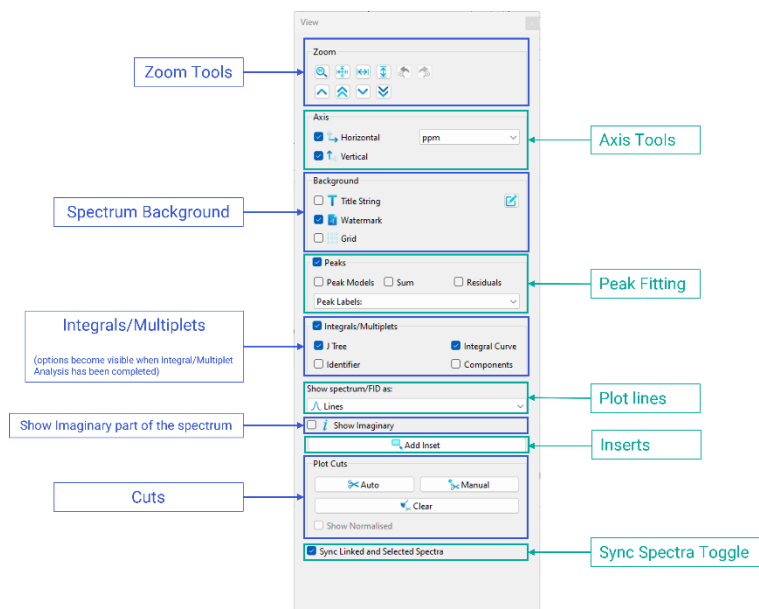 View
Zoom
Zoom Tools
Axis
Horizontal ppm
Vertical
Axis Tools
Background
Title String
Watermark
Grid
Spectrum Background
Peaks
Peak Models Sum Residuals
Peak Labels:
Peak Fitting
Integrals/Multiplets
(options become visible when Integral/Multiplet
Analysis has been completed)
Integrals/Multiplets
J Tree Integral Curve
Identifier Components
Show spectrum/FID as:
Lines
Plot lines
Show Imaginary part of the spectrum
i Show Imaginary
Add Inset
Inserts
Plot Cuts
Auto Manual
Clear
Show Normalised
Cuts
Sync Linked and Selected Spectra
Sync Spectra Toggle